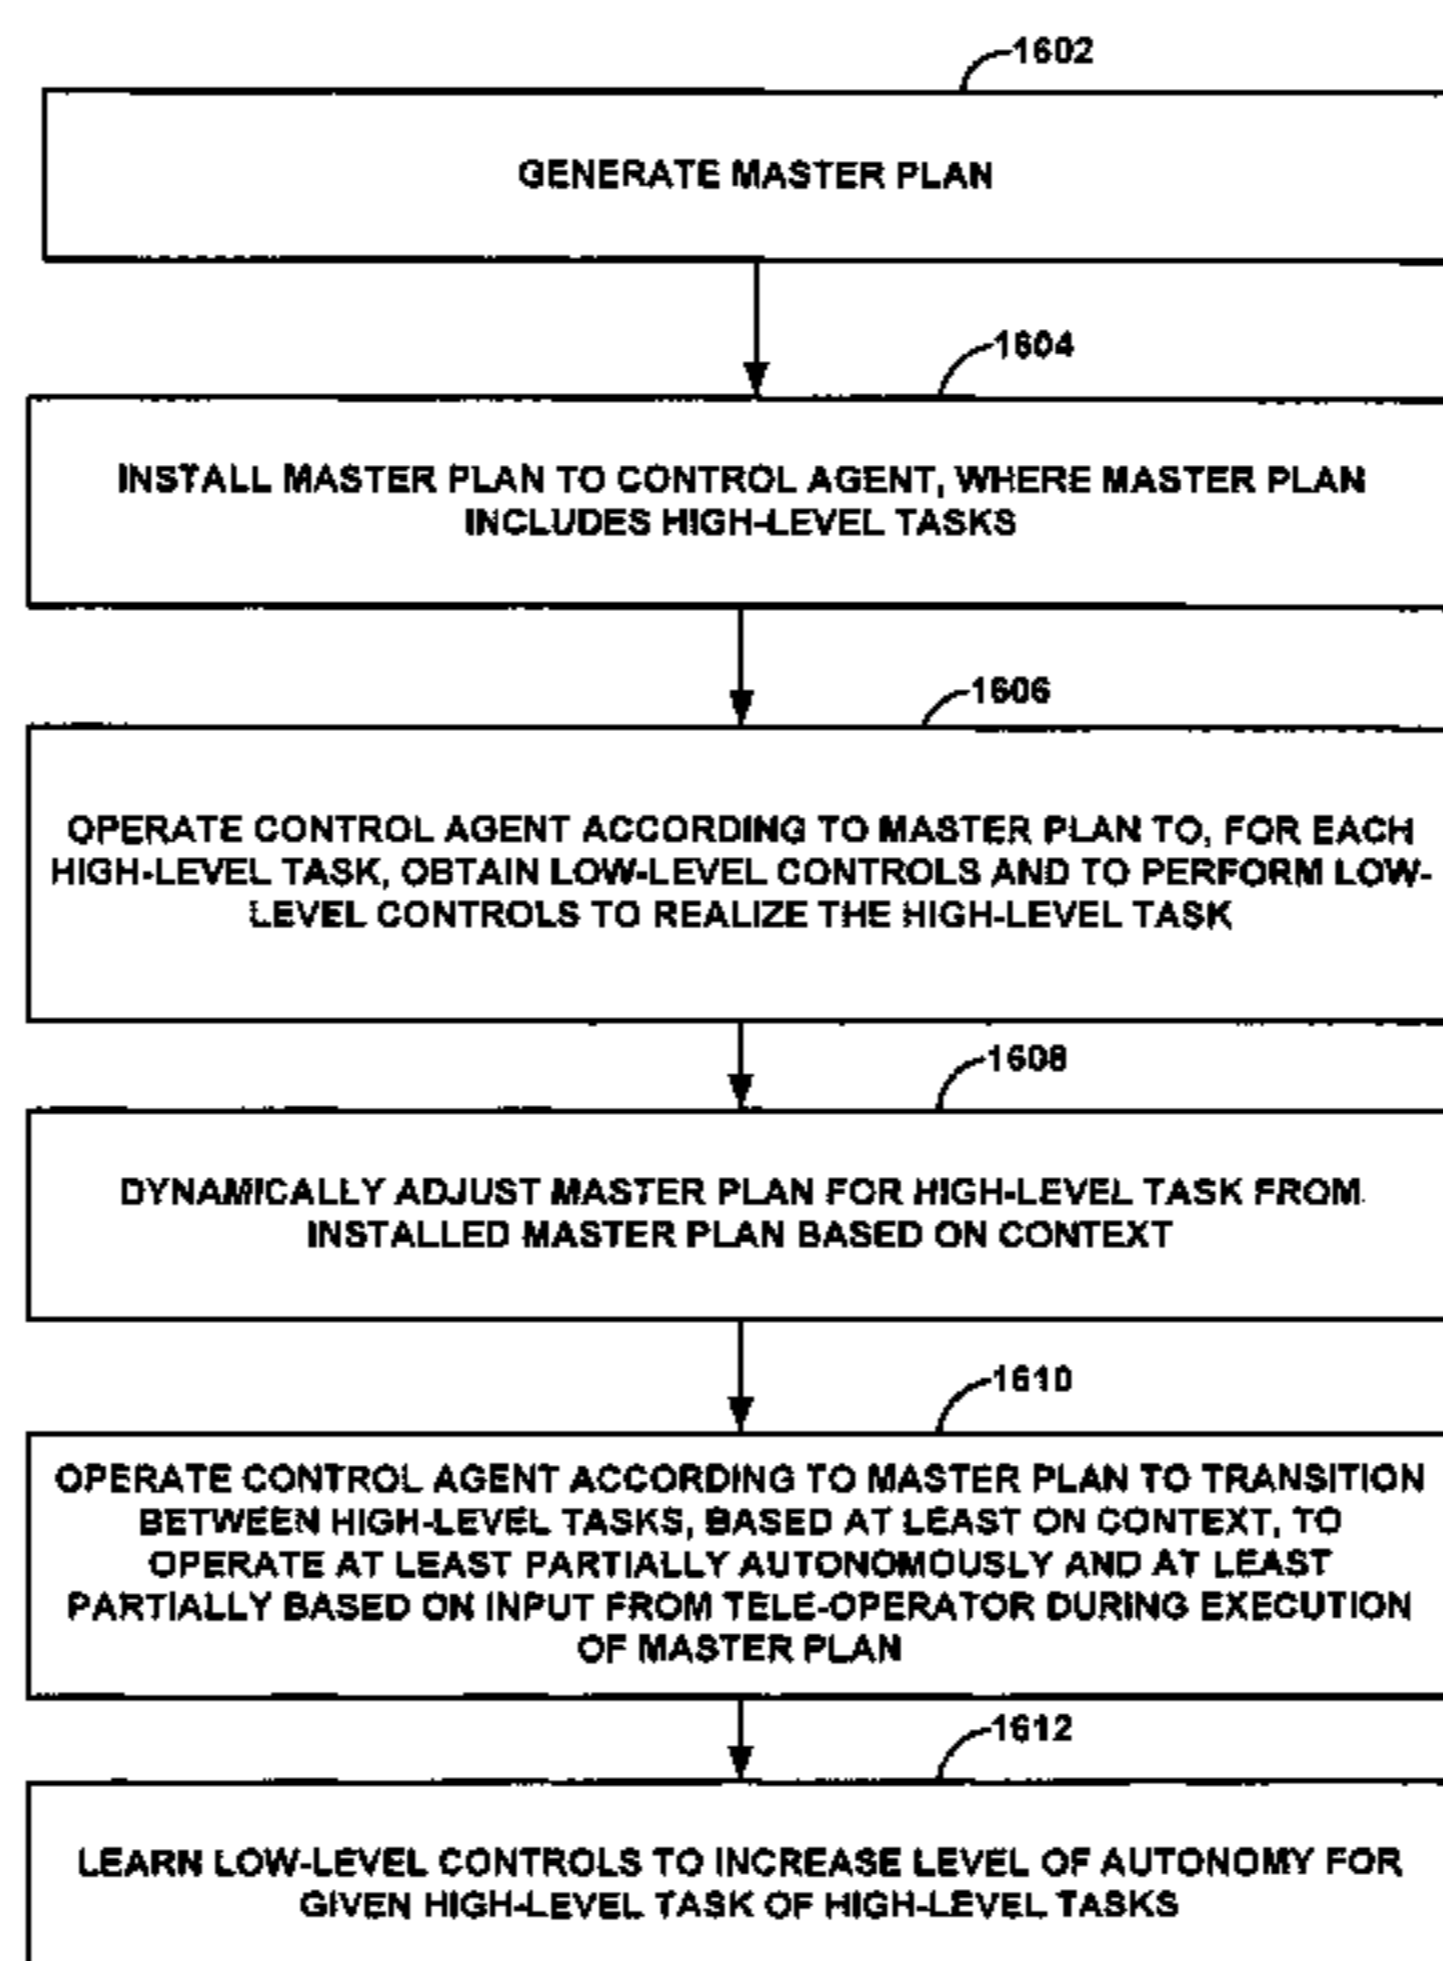 1602
GENERATE MASTER PLAN
1604
INSTALL MASTER PLAN TO CONTROL AGENT, WHERE MASTER PLAN
INCLUDES HIGH-LEVEL TASKS
1606
OPERATE CONTROL AGENT ACCORDING TO MASTER PLAN TO, FOR EACH
HIGH-LEVEL TASK, OBTAIN LOW-LEVEL CONTROLS AND TO PERFORM LOW-
LEVEL CONTROLS TO REALIZE THE HIGH-LEVEL TASK
1608
DYNAMICALLY ADJUST MASTER PLAN FOR HIGH-LEVEL TASK FROM
INSTALLED MASTER PLAN BASED ON CONTEXT
1610
OPERATE CONTROL AGENT ACCORDING TO MASTER PLAN TO TRANSITION
BETWEEN HIGH-LEVEL TASKS, BASED AT LEAST ON CONTEXT, TO
OPERATE AT LEAST PARTIALLY AUTONOMOUSLY AND AT LEAST
PARTIALLY BASED ON INPUT FROM TELE-OPERATOR DURING EXECUTION
OF MASTER PLAN
1612
LEARN LOW-LEVEL CONTROLS TO INCREASE LEVEL OF AUTONOMY FOR
GIVEN HIGH-LEVEL TASK OF HIGH-LEVEL TASKS